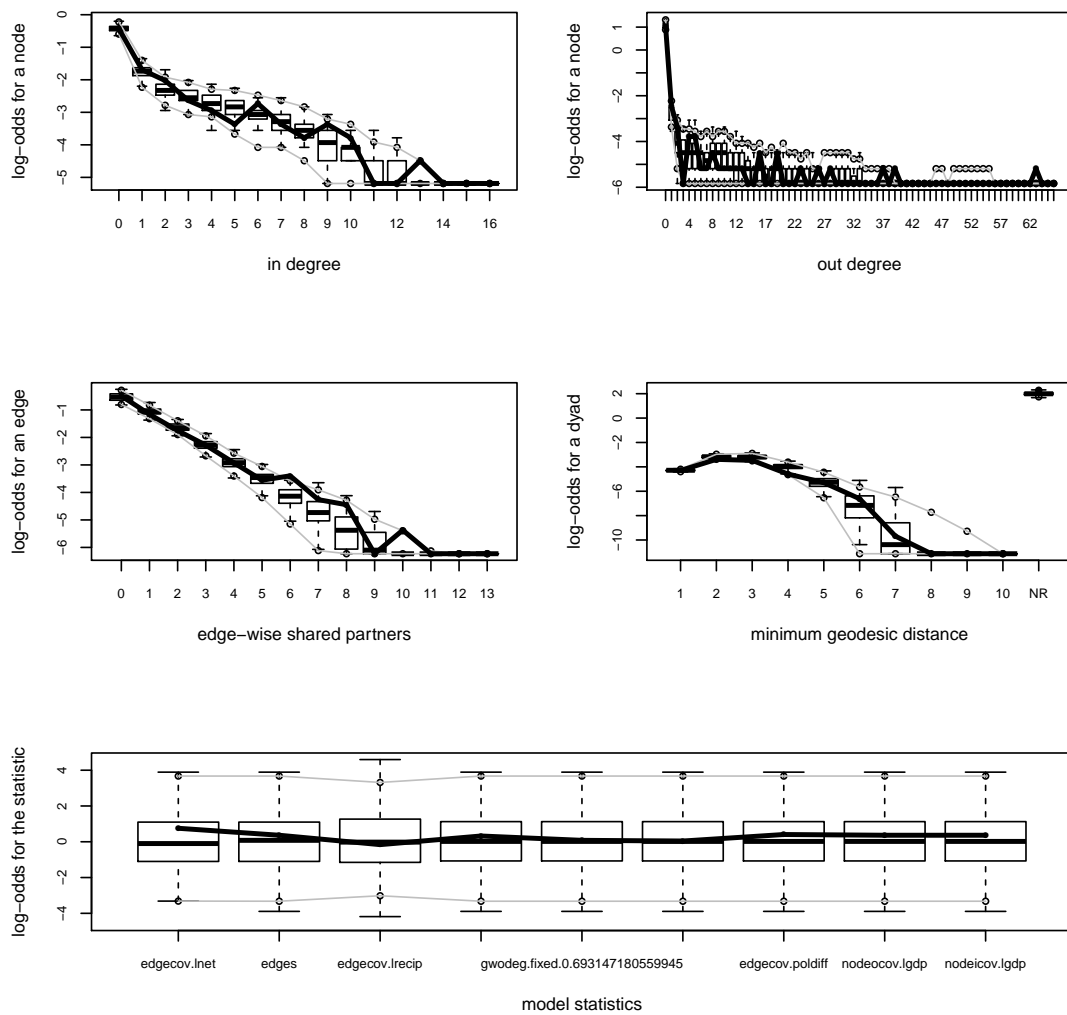 log−odds for a node
0
−1
−2
−3
−4
−5
0 1 2 3 4 5 6 7 8 9 10 12 14 16
in degree
log−odds for a node
1
0
−2
−4
−6
0 4 8 12 17 22 27 32 37 42 47 52 57 62
out degree
log−odds for an edge
−1
−2
−3
−4
−5
−6
0 1 2 3 4 5 6 7 8 9 10 11 12 13
edge−wise shared partners
log−odds for a dyad
2
0
−2
−6
−10
1 2 3 4 5 6 7 8 9 10 NR
minimum geodesic distance
log−odds for the statistic
4
2
0
−2
−4
edgecov.lnet edges edgecov.lrecip gwodeg.fixed.0.693147180559945 edgecov.poldiff nodeocov.lgdp nodeicov.lgdp
model statistics